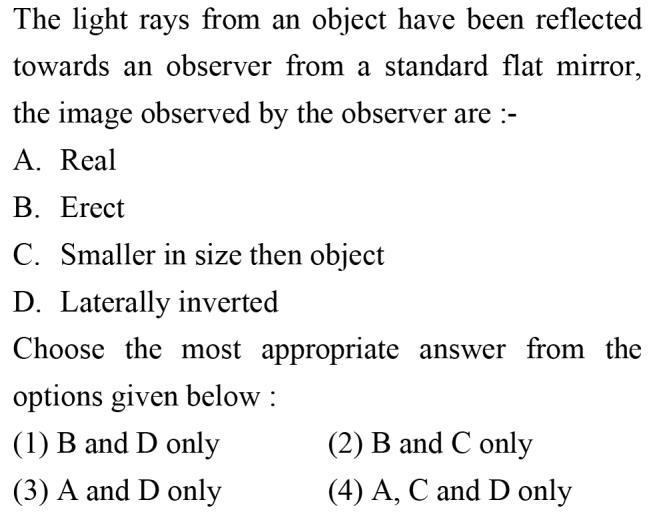 The light rays from an object have been reflected
towards an observer from a standard flat mirror,
the image observed by the observer are :-
A. Real
B. Erect
C. Smaller in size then object
D. Laterally inverted
Choose the most appropriate answer from the
options given below :
(1) B and D only (2) B and C only
(3) A and D only (4) A, C and D only